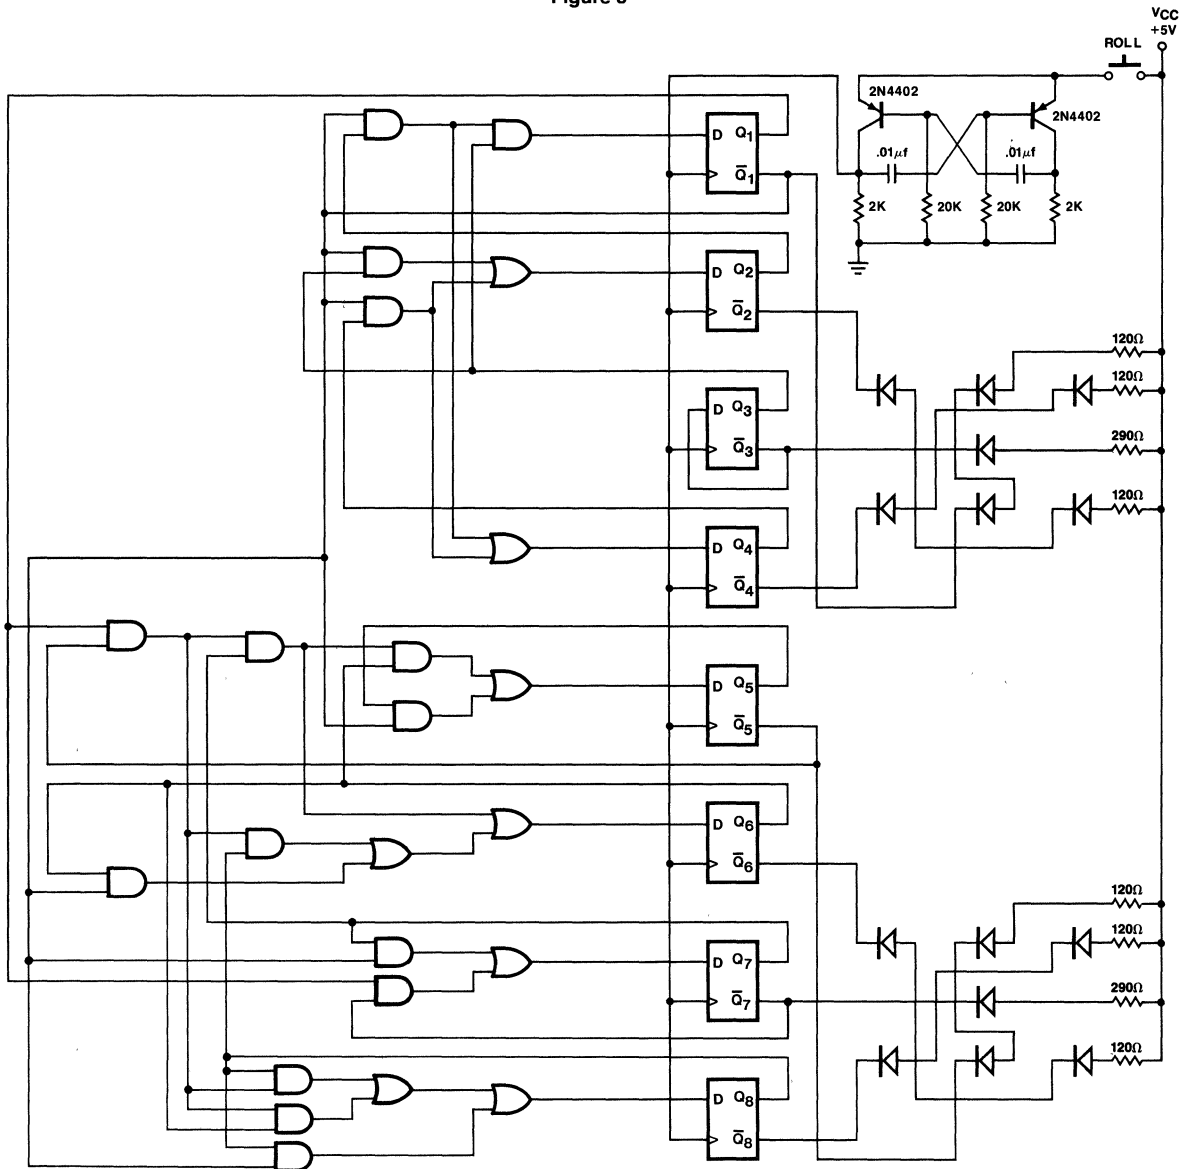 Figure 3
VCC
+5V
ROLL
2N4402
2N4402
.01µf
.01µf
2K
20K
20K
2K
D Q1
Q̅1
D Q2
Q̅2
120Ω
120Ω
D Q3
Q̅3
290Ω
120Ω
D Q4
Q̅4
D Q5
Q̅5
D Q6
Q̅6
120Ω
120Ω
D Q7
Q̅7
290Ω
120Ω
D Q8
Q̅8